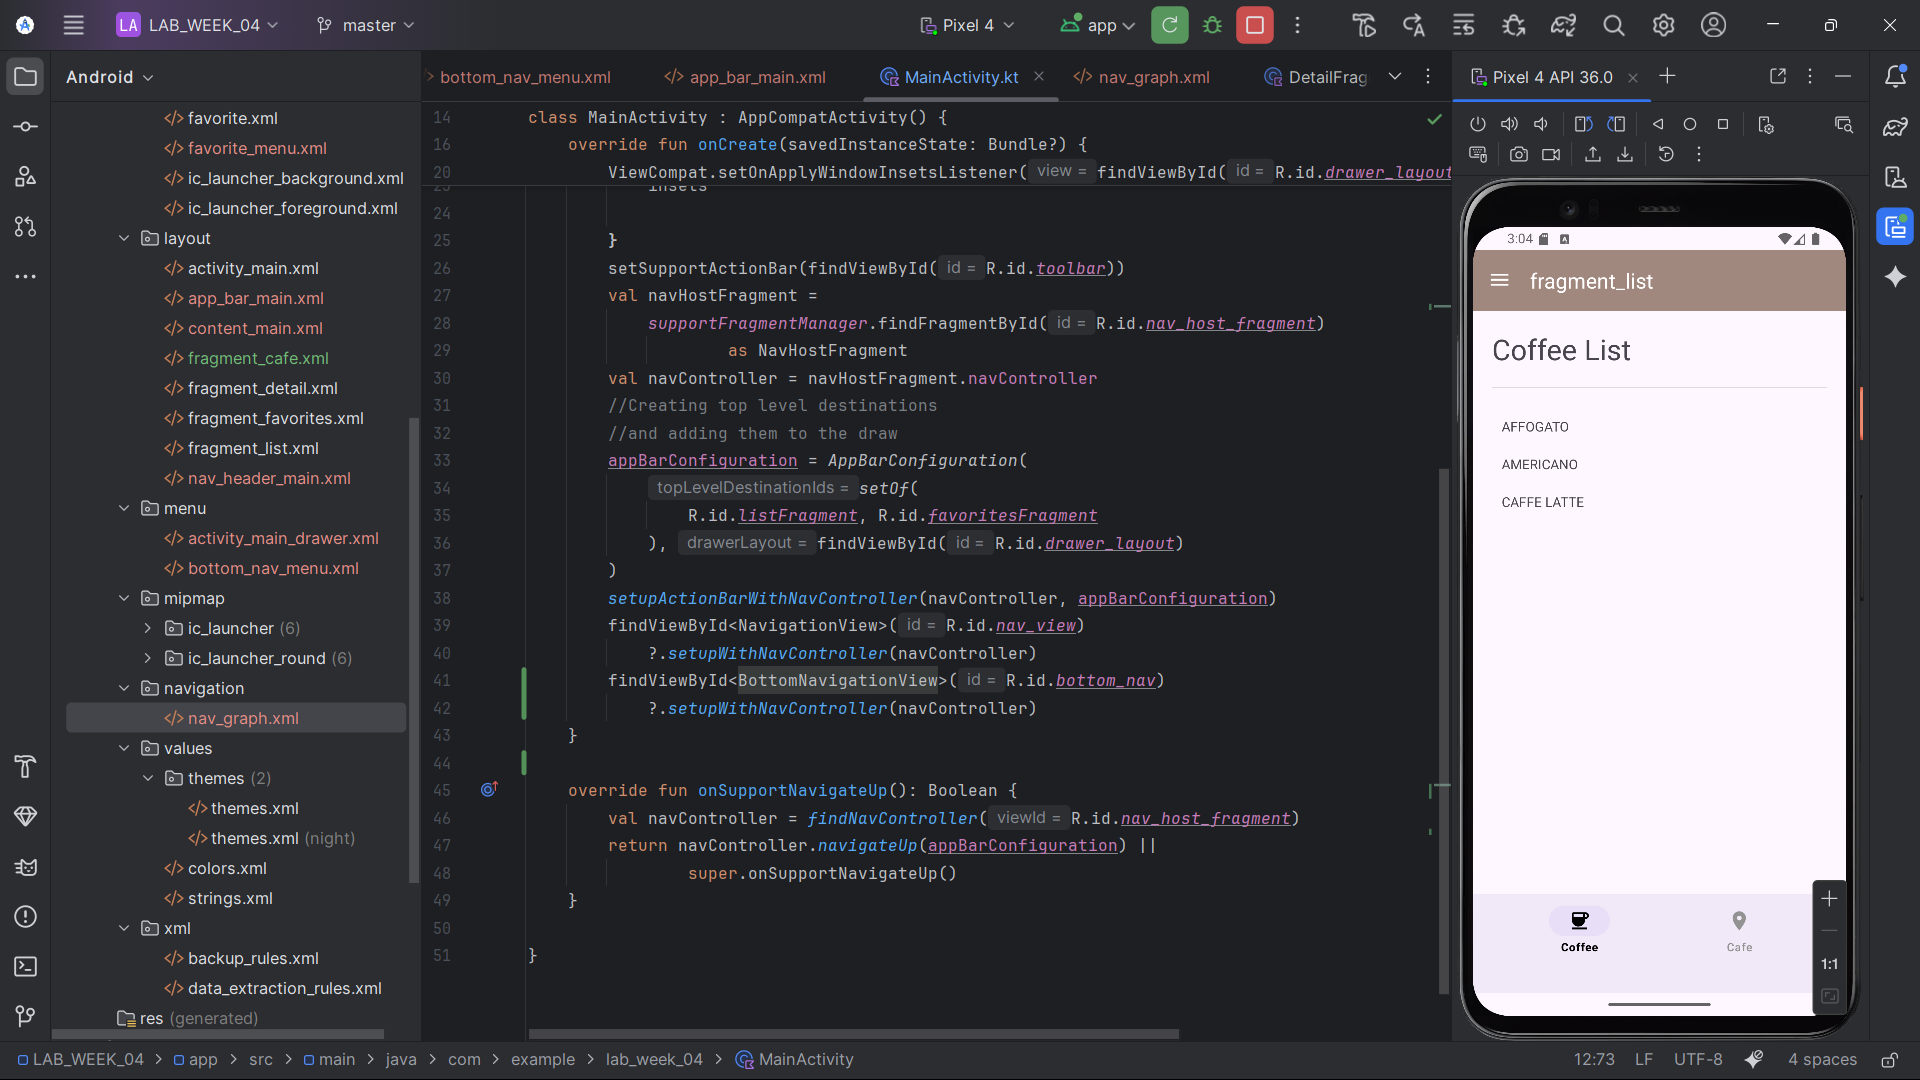 LA LAB_WEEK_04 master Pixel 4 app
Android
favorite.xml
favorite_menu.xml
ic_launcher_background.xml
ic_launcher_foreground.xml
layout
activity_main.xml
app_bar_main.xml
content_main.xml
fragment_cafe.xml
fragment_detail.xml
fragment_favorites.xml
fragment_list.xml
nav_header_main.xml
menu
activity_main_drawer.xml
bottom_nav_menu.xml
mipmap
ic_launcher (6)
ic_launcher_round (6)
navigation
nav_graph.xml
values
themes (2)
themes.xml
themes.xml (night)
colors.xml
strings.xml
xml
backup_rules.xml
data_extraction_rules.xml
res (generated)
bottom_nav_menu.xml app_bar_main.xml MainActivity.kt nav_graph.xml DetailFrag
14 class MainActivity : AppCompatActivity() {
16 override fun onCreate(savedInstanceState: Bundle?) {
20 ViewCompat.setOnApplyWindowInsetsListener( view = findViewById( id = R.id.drawer_layout
23 insets
24
25 }
26 setSupportActionBar(findViewById( id = R.id.toolbar))
27 val navHostFragment =
28 supportFragmentManager.findFragmentById( id = R.id.nav_host_fragment)
29 as NavHostFragment
30 val navController = navHostFragment.navController
31 //Creating top level destinations
32 //and adding them to the draw
33 appBarConfiguration = AppBarConfiguration(
34 topLevelDestinationIds = setOf(
35 R.id.listFragment, R.id.favoritesFragment
36 ), drawerLayout = findViewById( id = R.id.drawer_layout)
37 )
38 setupActionBarWithNavController(navController, appBarConfiguration)
39 findViewById<NavigationView>( id = R.id.nav_view)
40 ?.setupWithNavController(navController)
41 findViewById<BottomNavigationView>( id = R.id.bottom_nav)
42 ?.setupWithNavController(navController)
43 }
44
45 override fun onSupportNavigateUp(): Boolean {
46 val navController = findNavController( viewId = R.id.nav_host_fragment)
47 return navController.navigateUp(appBarConfiguration) ||
48 super.onSupportNavigateUp()
49 }
50
51 }
Pixel 4 API 36.0
3:04
fragment_list
Coffee List
AFFOGATO
AMERICANO
CAFFE LATTE
Coffee Cafe
1:1
LAB_WEEK_04 > app > src > main > java > com > example > lab_week_04 > MainActivity 12:73 LF UTF-8 4 spaces